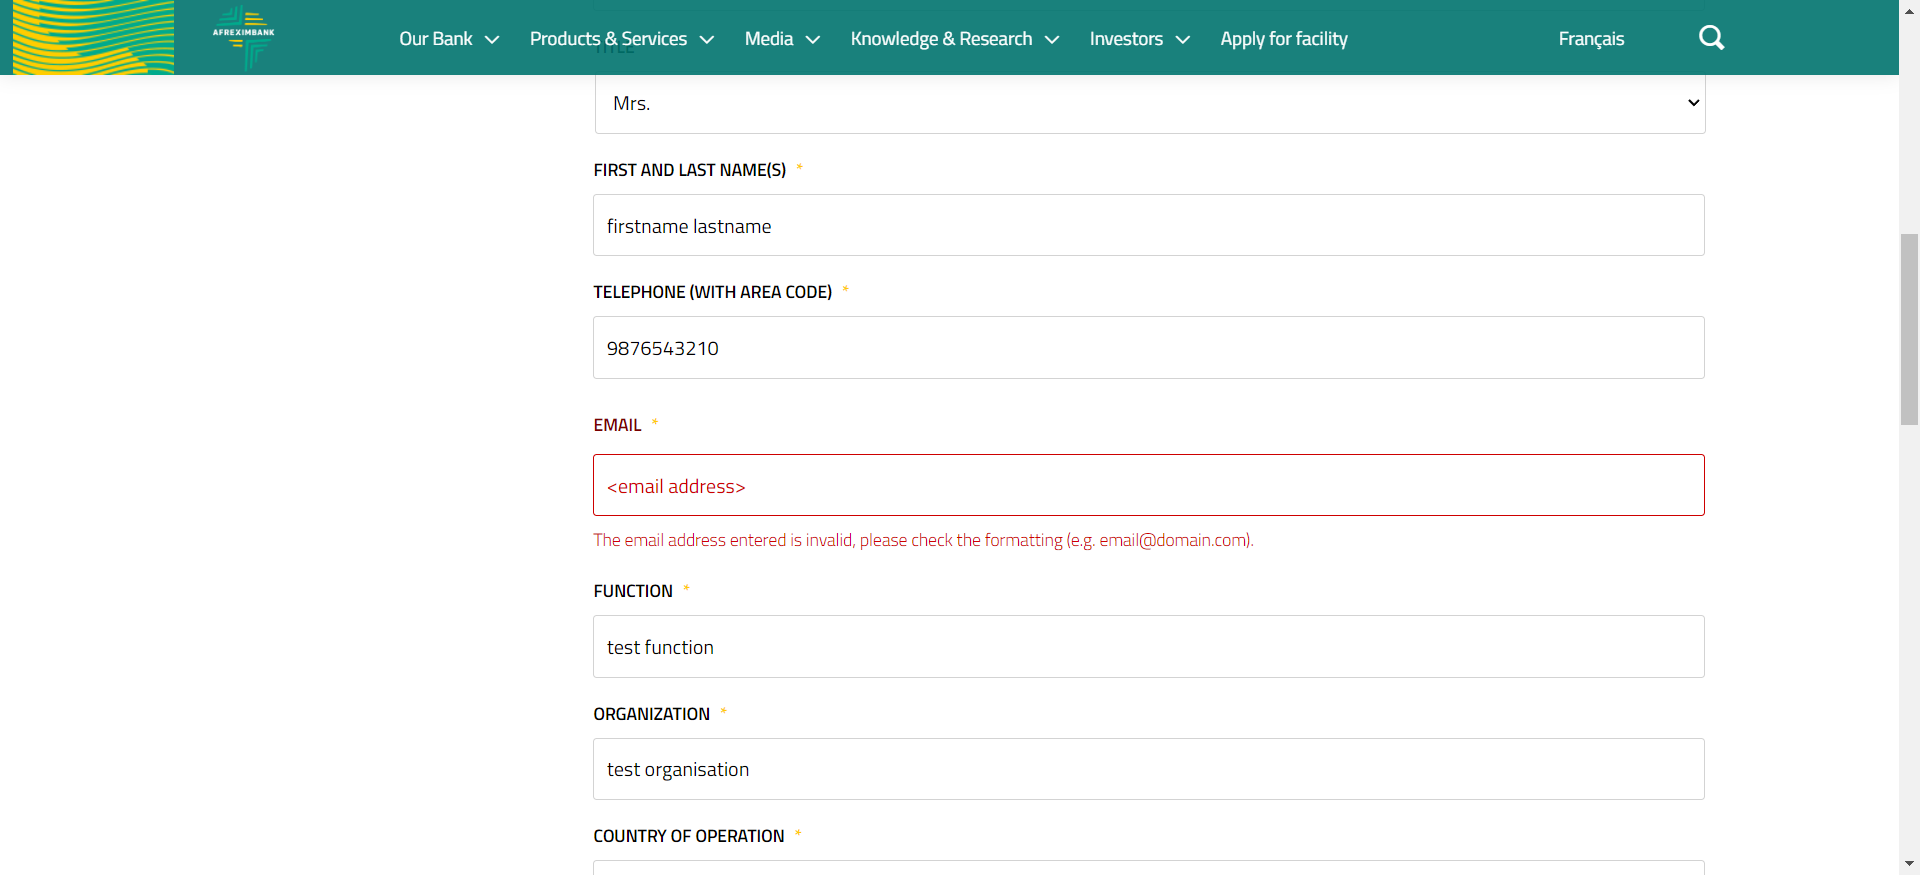 AFREXIMBANK
Our Bank
Products & Services
Media
Knowledge & Research
Investors
Apply for facility
Français
TITLE
Mrs.
FIRST AND LAST NAME(S) *
firstname lastname
TELEPHONE (WITH AREA CODE) *
9876543210
EMAIL *
<email address>
The email address entered is invalid, please check the formatting (e.g. email@domain.com).
FUNCTION *
test function
ORGANIZATION *
test organisation
COUNTRY OF OPERATION *